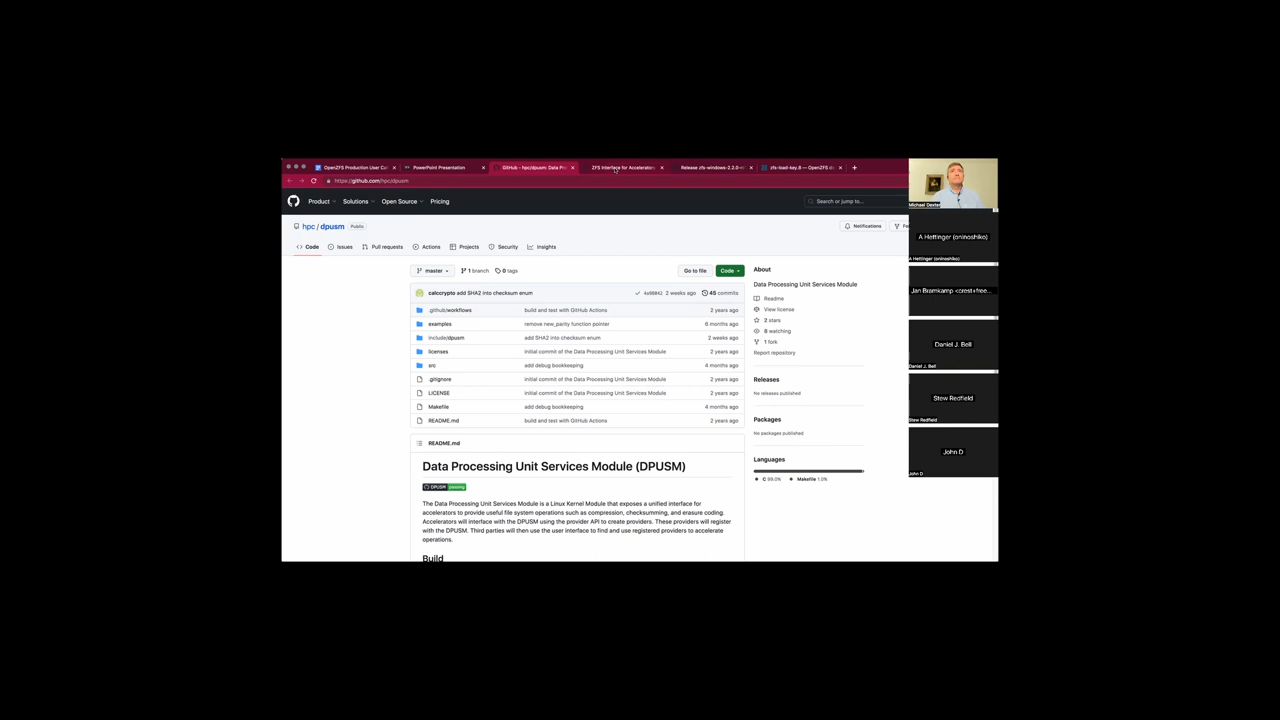 OpenZFS Production User Cal
PowerPoint Presentation
GitHub - hpc/dpusm: Data Pro
ZFS Interface for Accelerators
Release zfs-windows-2.2.0-r
zfs-load-key.8 — OpenZFS d
https://github.com/hpc/dpusm
Product
Solutions
Open Source
Pricing
Search or jump to...
hpc / dpusm
Public
Notifications
Fo
Code
Issues
Pull requests
Actions
Projects
Security
Insights
master
1 branch
0 tags
Go to file
Code
calccrypto add SHA2 into checksum enum
2 weeks ago
45 commits
.github/workflows
build and test with GitHub Actions
2 years ago
examples
remove new_parity function pointer
6 months ago
include/dpusm
add SHA2 into checksum enum
2 weeks ago
licenses
initial commit of the Data Processing Unit Services Module
2 years ago
src
add debug bookkeeping
4 months ago
.gitignore
initial commit of the Data Processing Unit Services Module
2 years ago
LICENSE
initial commit of the Data Processing Unit Services Module
2 years ago
Makefile
add debug bookkeeping
4 months ago
README.md
build and test with GitHub Actions
2 years ago
README.md
Data Processing Unit Services Module (DPUSM)
DPUSM passing
The Data Processing Unit Services Module is a Linux Kernel Module that exposes a unified interface for
accelerators to provide useful file system operations such as compression, checksumming, and erasure coding.
Accelerators will interface with the DPUSM using the provider API to create providers. These providers will register
with the DPUSM. Third parties will then use the user interface to find and use registered providers to accelerate
operations.
Build
About
Data Processing Unit Services Module
Readme
View license
2 stars
8 watching
1 fork
Report repository
Releases
No releases published
Packages
No packages published
Languages
C 99.0%
Makefile 1.0%
Michael Dexter
A Hettinger (oninoshiko)
A Hettinger (oninoshiko)
Jan Bramkamp <crest+free...
Daniel J. Bell
Daniel J. Bell
Stew Redfield
Stew Redfield
John D
John D